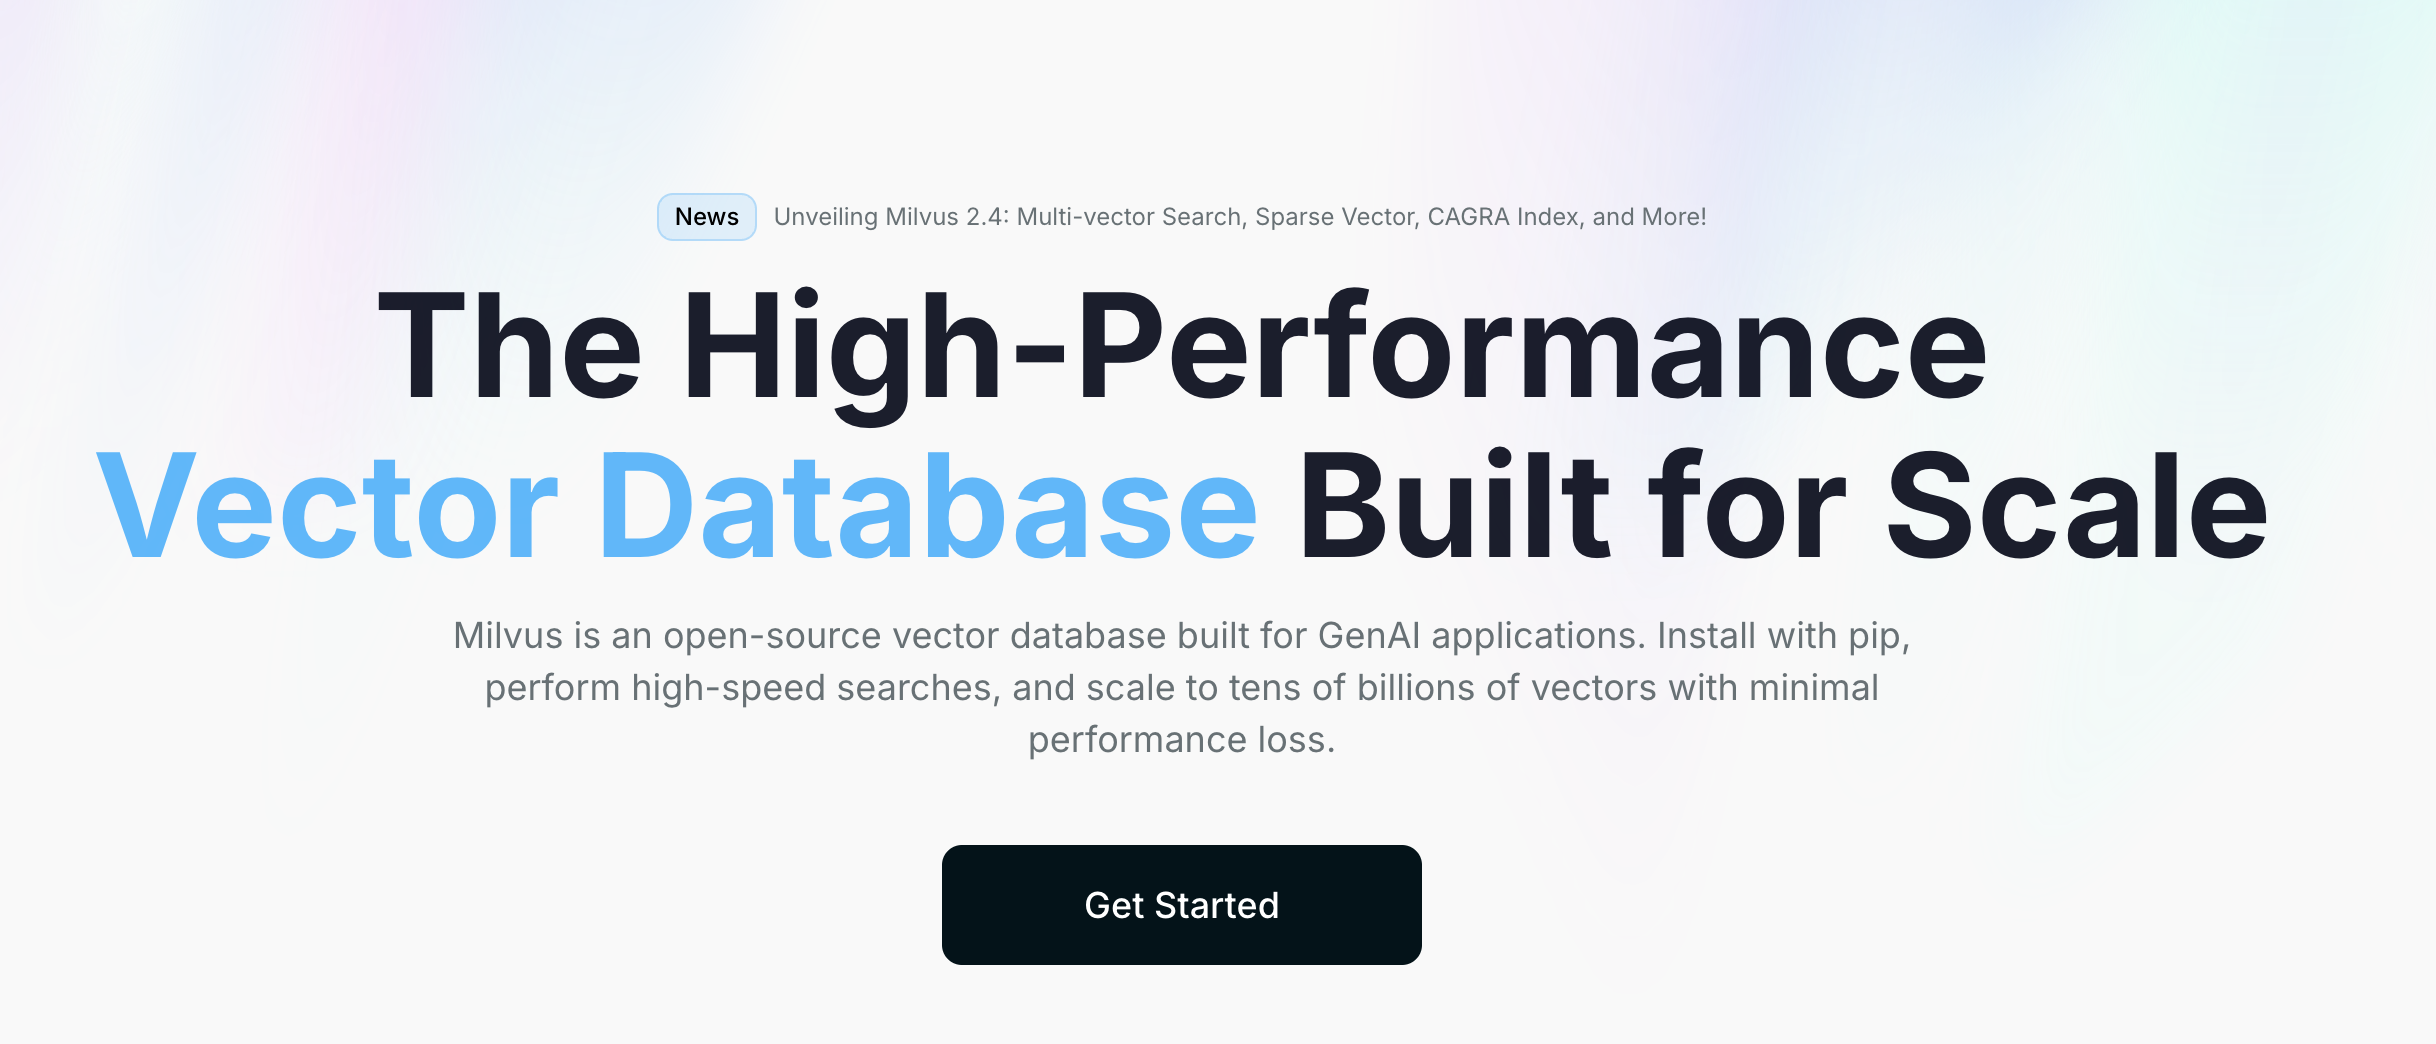 News Unveiling Milvus 2.4: Multi-vector Search, Sparse Vector, CAGRA Index, and More!
The High-Performance
Vector Database Built for Scale
Milvus is an open-source vector database built for GenAI applications. Install with pip,
perform high-speed searches, and scale to tens of billions of vectors with minimal
performance loss.
Get Started